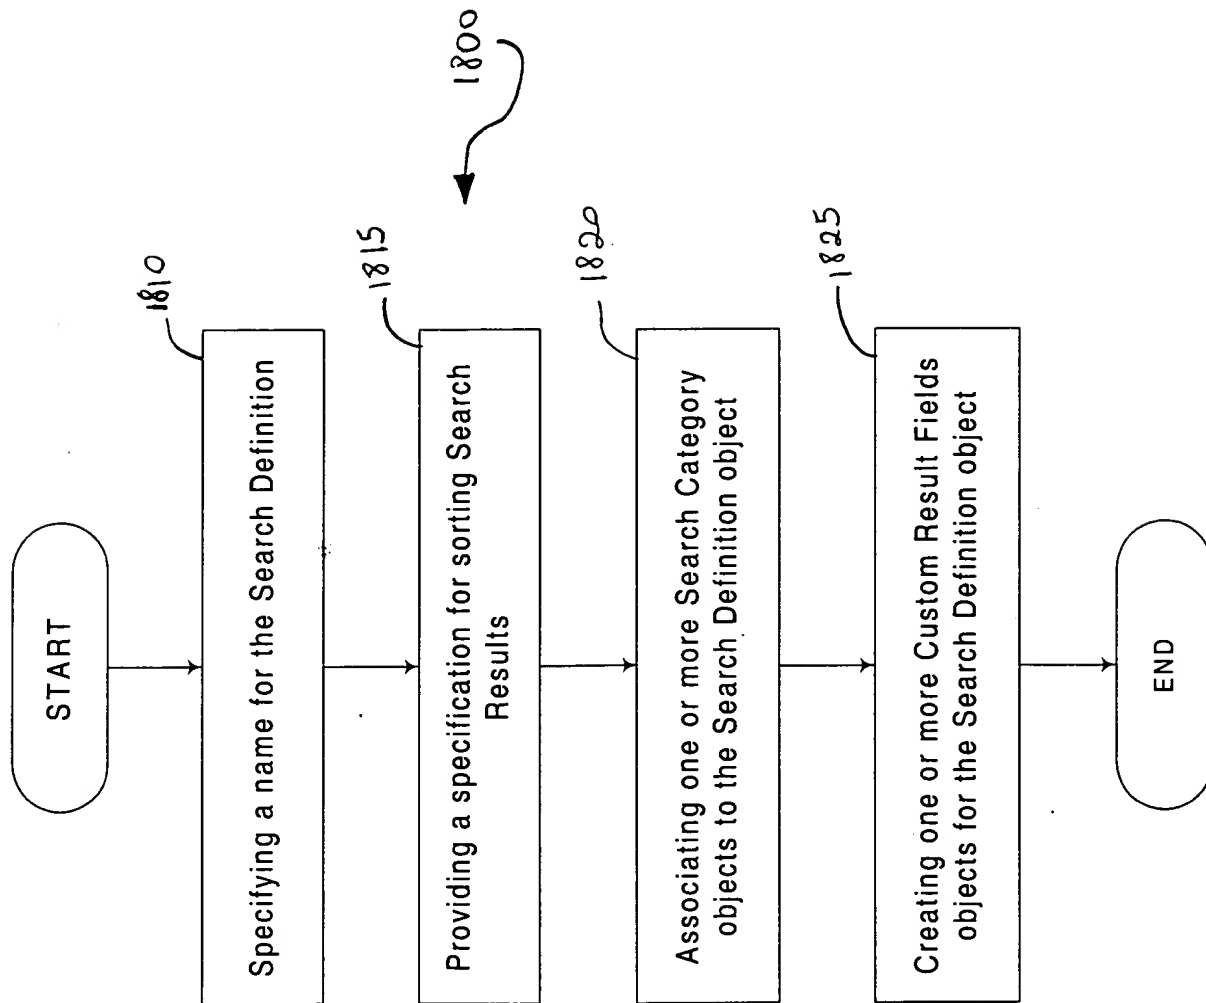 START
1810
Specifying a name for the Search Definition
1815
Providing a specification for sorting Search
Results
1800
1820
Associating one or more Search Category
objects to the Search Definition object
1825
Creating one or more Custom Result Fields
objects for the Search Definition object
END